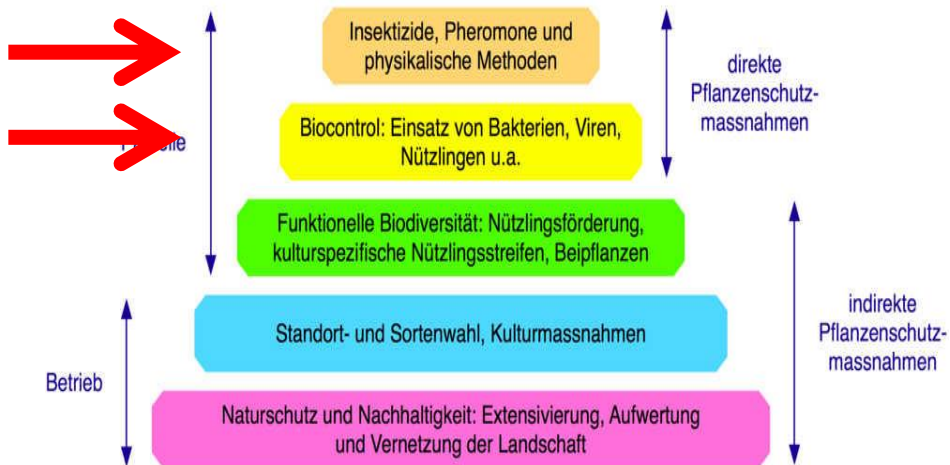 Insektizide, Pheromone und
physikalische Methoden
direkte
Pflanzenschutz-
massnahmen
Biocontrol: Einsatz von Bakterien, Viren,
Nützlingen u.a.
Funktionelle Biodiversität: Nützlingsförderung,
kulturspezifische Nützlingsstreifen, Beipflanzen
Standort- und Sortenwahl, Kulturmassnahmen
indirekte
Pflanzenschutz-
massnahmen
Betrieb
Naturschutz und Nachhaltigkeit: Extensivierung, Aufwertung
und Vernetzung der Landschaft